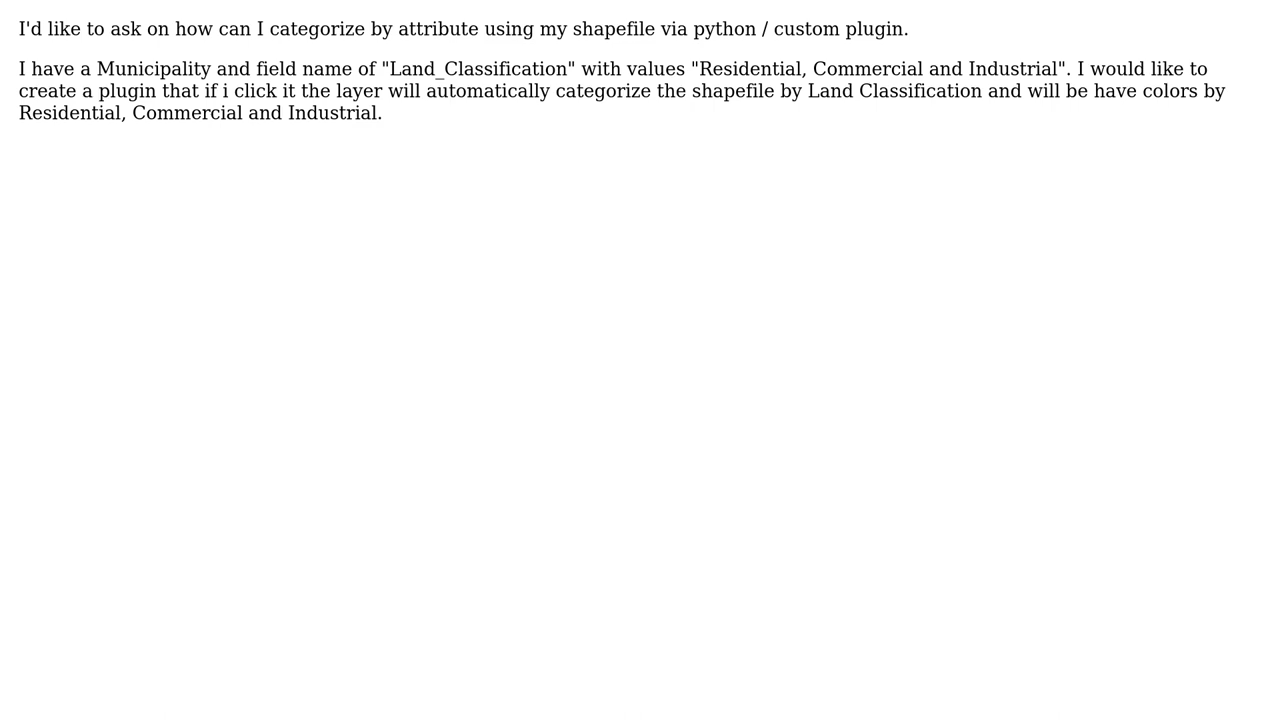 I'd like to ask on how can I categorize by attribute using my shapefile via python / custom plugin.
I have a Municipality and field name of "Land_Classification" with values "Residential, Commercial and Industrial". I would like to
create a plugin that if i click it the layer will automatically categorize the shapefile by Land Classification and will be have colors by
Residential, Commercial and Industrial.